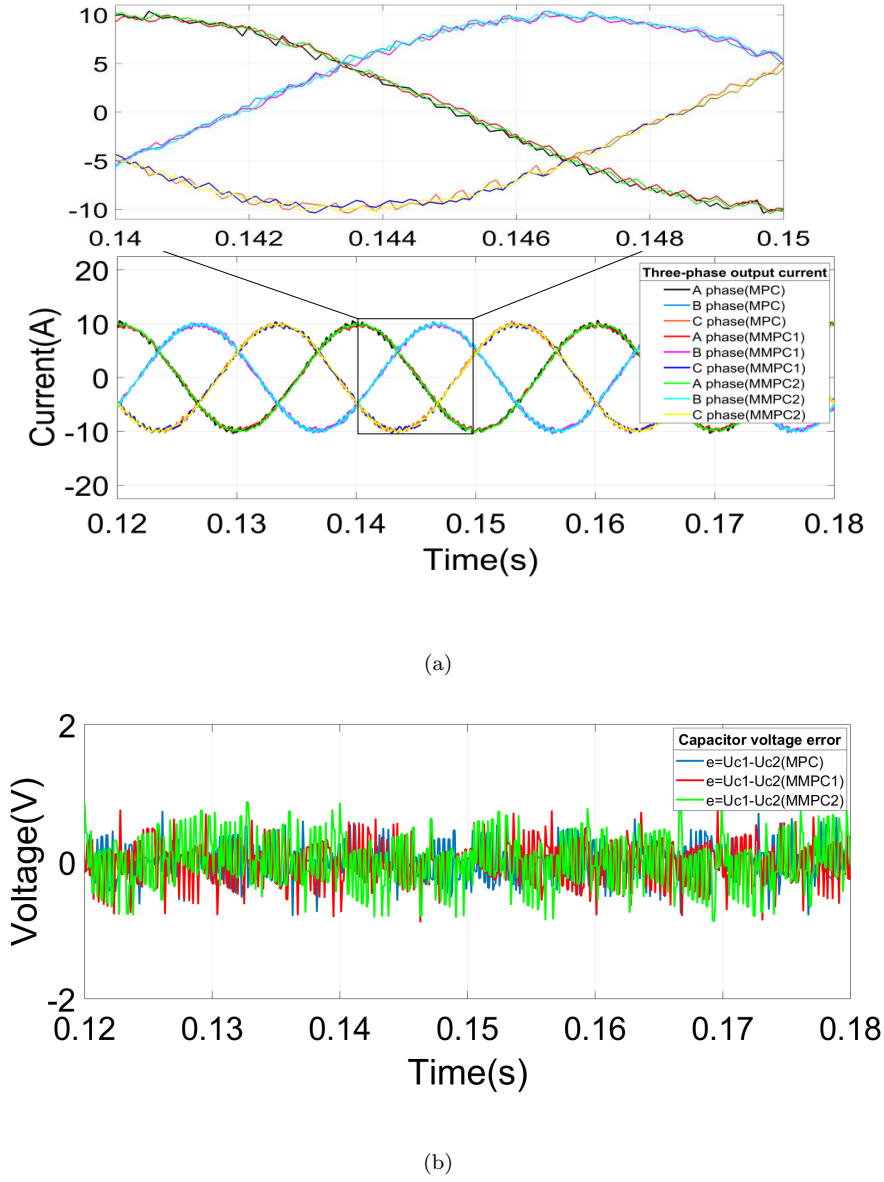 10
5
0
-5
-10
0.14 0.142 0.144 0.146 0.148 0.15
20
10
0
-10
-20
Current(A)
Three-phase output current
A phase(MPC)
B phase(MPC)
C phase(MPC)
A phase(MMPC1)
B phase(MMPC1)
C phase(MMPC1)
A phase(MMPC2)
B phase(MMPC2)
C phase(MMPC2)
0.12 0.13 0.14 0.15 0.16 0.17 0.18
Time(s)
(a)
2
0
-2
Voltage(V)
Capacitor voltage error
e=Uc1-Uc2(MPC)
e=Uc1-Uc2(MMPC1)
e=Uc1-Uc2(MMPC2)
0.12 0.13 0.14 0.15 0.16 0.17 0.18
Time(s)
(b)